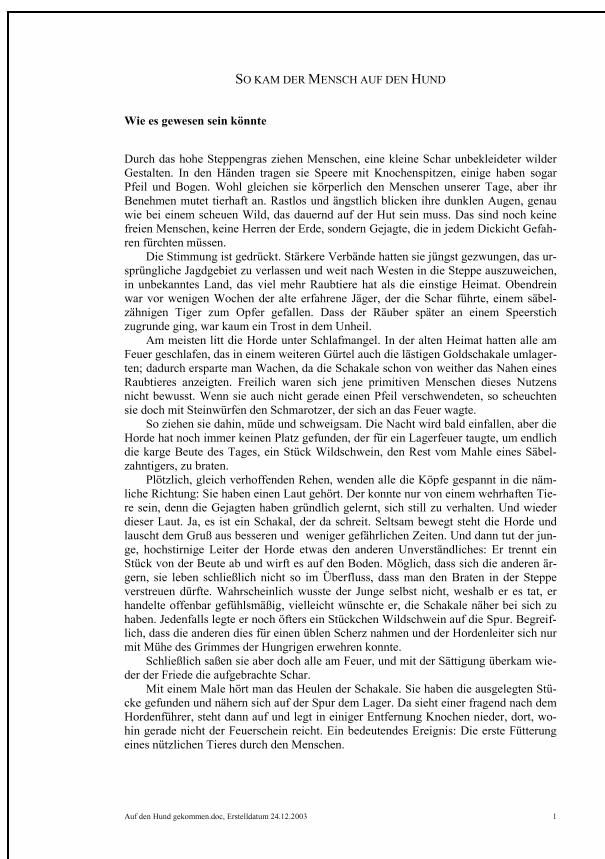 SO KAM DER MENSCH AUF DEN HUND
Wie es gewesen sein könnte
Durch das hohe Steppengras ziehen Menschen, eine kleine Schar unbekleideter wilder
Gestalten. In den Händen tragen sie Speere mit Knochenspitzen, einige haben sogar
Pfeil und Bogen. Wohl gleichen sie körperlich den Menschen unserer Tage, aber ihr
Benehmen mutet tierhaft an. Rastlos und ängstlich blicken ihre dunklen Augen, genau
wie bei einem scheuen Wild, das dauernd auf der Hut sein muss. Das sind noch keine
freien Menschen, keine Herren der Erde, sondern Gejagte, die in jedem Dickicht Gefah-
ren fürchten müssen.
Die Stimmung ist gedrückt. Stärkere Verbände hatten sie jüngst gezwungen, das ur-
sprüngliche Jagdgebiet zu verlassen und weit nach Westen in die Steppe auszuweichen,
in unbekanntes Land, das viel mehr Raubtiere hat als die einstige Heimat. Obendrein
war vor wenigen Wochen der alte erfahrene Jäger, der die Schar führte, einem säbel-
zähnigen Tiger zum Opfer gefallen. Dass der Räuber später an einem Speerstich
zugrunde ging, war kaum ein Trost in dem Unheil.
Am meisten litt die Horde unter Schlafmangel. In der alten Heimat hatten alle am
Feuer geschlafen, das in einem weiteren Gürtel auch die lästigen Goldschakale umlager-
ten; dadurch ersparte man Wachen, da die Schakale schon von weither das Nahen eines
Raubtieres anzeigten. Freilich waren sich jene primitiven Menschen dieses Nutzens
nicht bewusst. Wenn sie auch nicht gerade einen Pfeil verschwendeten, so scheuchten
sie doch mit Steinwürfen den Schmarotzer, der sich an das Feuer wagte.
So ziehen sie dahin, müde und schweigsam. Die Nacht wird bald einfallen, aber die
Horde hat noch immer keinen Platz gefunden, der für ein Lagerfeuer taugte, um endlich
die karge Beute des Tages, ein Stück Wildschwein, den Rest vom Mahle eines Säbel-
zahntigers, zu braten.
Plötzlich, gleich verhoffenden Rehen, wenden alle die Köpfe gespannt in die näm-
liche Richtung: Sie haben einen Laut gehört. Der konnte nur von einem wehrhaften Tie-
re sein, denn die Gejagten haben gründlich gelernt, sich still zu verhalten. Und wieder
dieser Laut. Ja, es ist ein Schakal, der da schreit. Seltsam bewegt steht die Horde und
lauscht dem Gruß aus besseren und weniger gefährlichen Zeiten. Und dann tut der jun-
ge, hochstirnige Leiter der Horde etwas den anderen Unverständliches: Er trennt ein
Stück von der Beute ab und wirft es auf den Boden. Möglich, dass sich die anderen är-
gern, sie leben schließlich nicht so im Überfluss, dass man den Braten in der Steppe
verstreuen dürfte. Wahrscheinlich wusste der Junge selbst nicht, weshalb er es tat, er
handelte offenbar gefühlsmäßig, vielleicht wünschte er, die Schakale näher bei sich zu
haben. Jedenfalls legte er noch öfters ein Stückchen Wildschwein auf die Spur. Begreif-
lich, dass die anderen dies für einen üblen Scherz nahmen und der Hordenleiter sich nur
mit Mühe des Grimmes der Hungrigen erwehren konnte.
Schließlich saßen sie aber doch alle am Feuer, und mit der Sättigung überkam wie-
der der Friede die aufgebrachte Schar.
Mit einem Male hört man das Heulen der Schakale. Sie haben die ausgelegten Stü-
cke gefunden und nähern sich auf der Spur dem Lager. Da sieht einer fragend nach dem
Hordenführer, steht dann auf und legt in einiger Entfernung Knochen nieder, dort, wo-
hin gerade nicht der Feuerschein reicht. Ein bedeutendes Ereignis: Die erste Fütterung
eines nützlichen Tieres durch den Menschen.
Auf den Hund gekommen.doc, Erstelldatum 24.12.2003 1